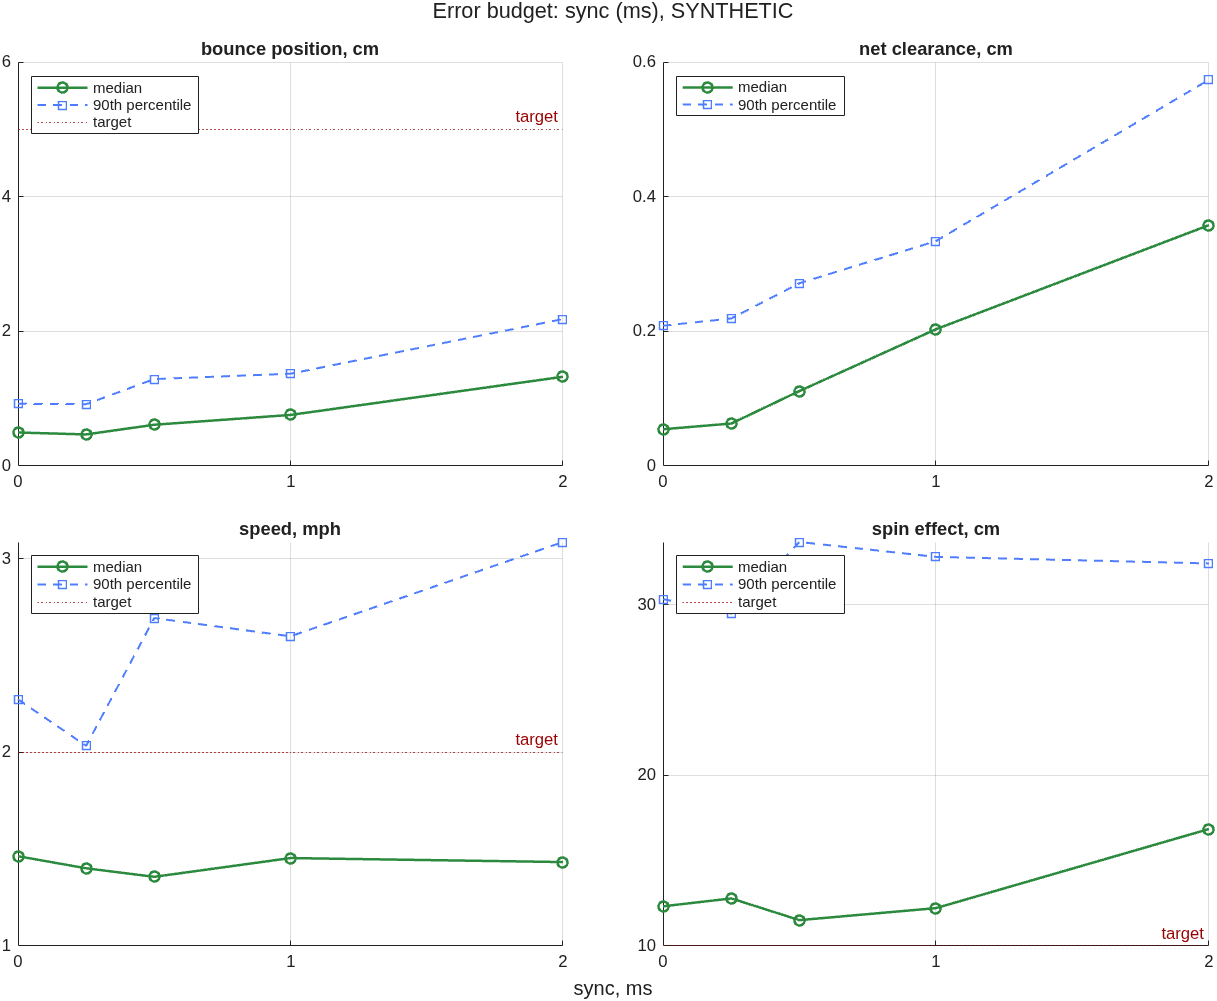 Error budget: sync (ms), SYNTHETIC
bounce position, cm
6
4
2
0
0 1 2
median
90th percentile
target
target
net clearance, cm
0.6
0.4
0.2
0
0 1 2
median
90th percentile
speed, mph
3
2
1
0 1 2
median
90th percentile
target
target
spin effect, cm
30
20
10
0 1 2
median
90th percentile
target
target
sync, ms